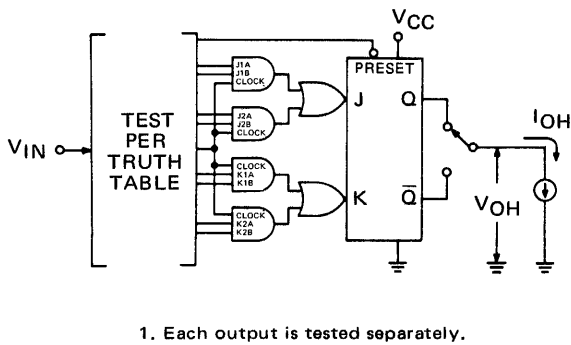 VCC
PRESET
J1A
J1B
CLOCK
J Q
J2A
J2B
CLOCK
TEST
PER
TRUTH
TABLE
VIN
IOH
CLOCK
K1A
K1B
K Q
VOH
CLOCK
K2A
K2B
1. Each output is tested separately.